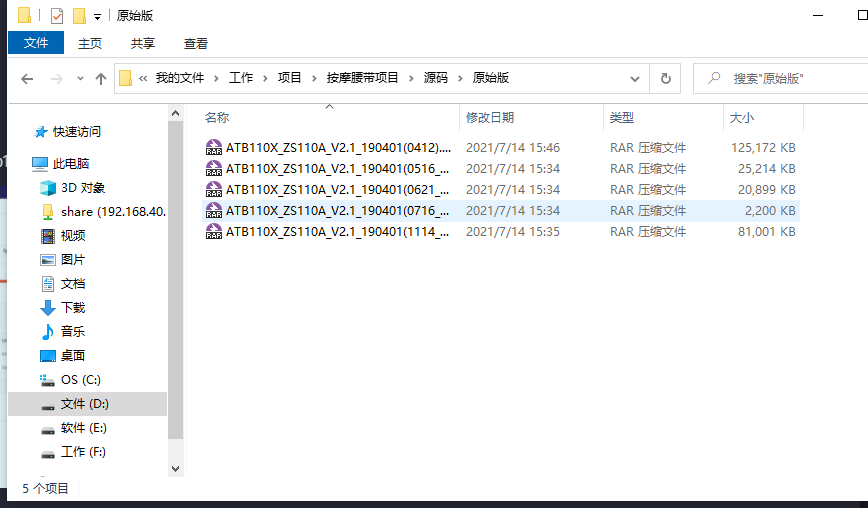 原始版
文件 主页 共享 查看
« 我的文件 › 工作 › 项目 › 按摩腰带项目 › 源码 › 原始版
搜索"原始版"
名称 修改日期 类型 大小
ATB110X_ZS110A_V2.1_190401(0412).... 2021/7/14 15:46 RAR 压缩文件 125,172 KB
ATB110X_ZS110A_V2.1_190401(0516_... 2021/7/14 15:34 RAR 压缩文件 25,214 KB
ATB110X_ZS110A_V2.1_190401(0621_... 2021/7/14 15:34 RAR 压缩文件 20,899 KB
ATB110X_ZS110A_V2.1_190401(0716_... 2021/7/14 15:34 RAR 压缩文件 2,200 KB
ATB110X_ZS110A_V2.1_190401(1114_... 2021/7/14 15:35 RAR 压缩文件 81,001 KB
快速访问
此电脑
3D 对象
share (192.168.40.
视频
图片
文档
下载
音乐
桌面
OS (C:)
文件 (D:)
软件 (E:)
工作 (F:)
5 个项目